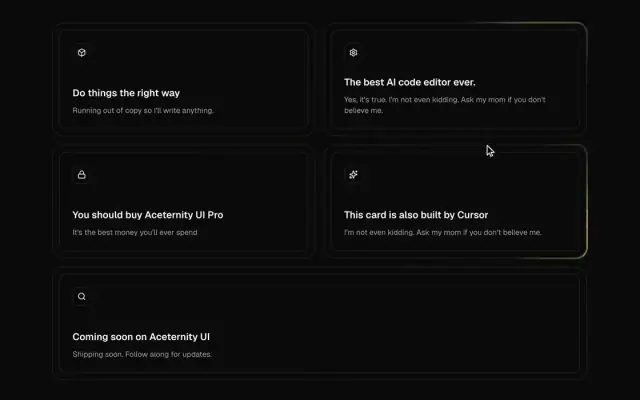 Do things the right way
Running out of copy so I'll write anything.
The best AI code editor ever.
Yes, it's true. I'm not even kidding. Ask my mom if you don't
believe me.
You should buy Aceternity UI Pro
It's the best money you'll ever spend
This card is also built by Cursor
I'm not even kidding. Ask my mom if you don't believe me.
Coming soon on Aceternity UI
Shipping soon. Follow along for updates.